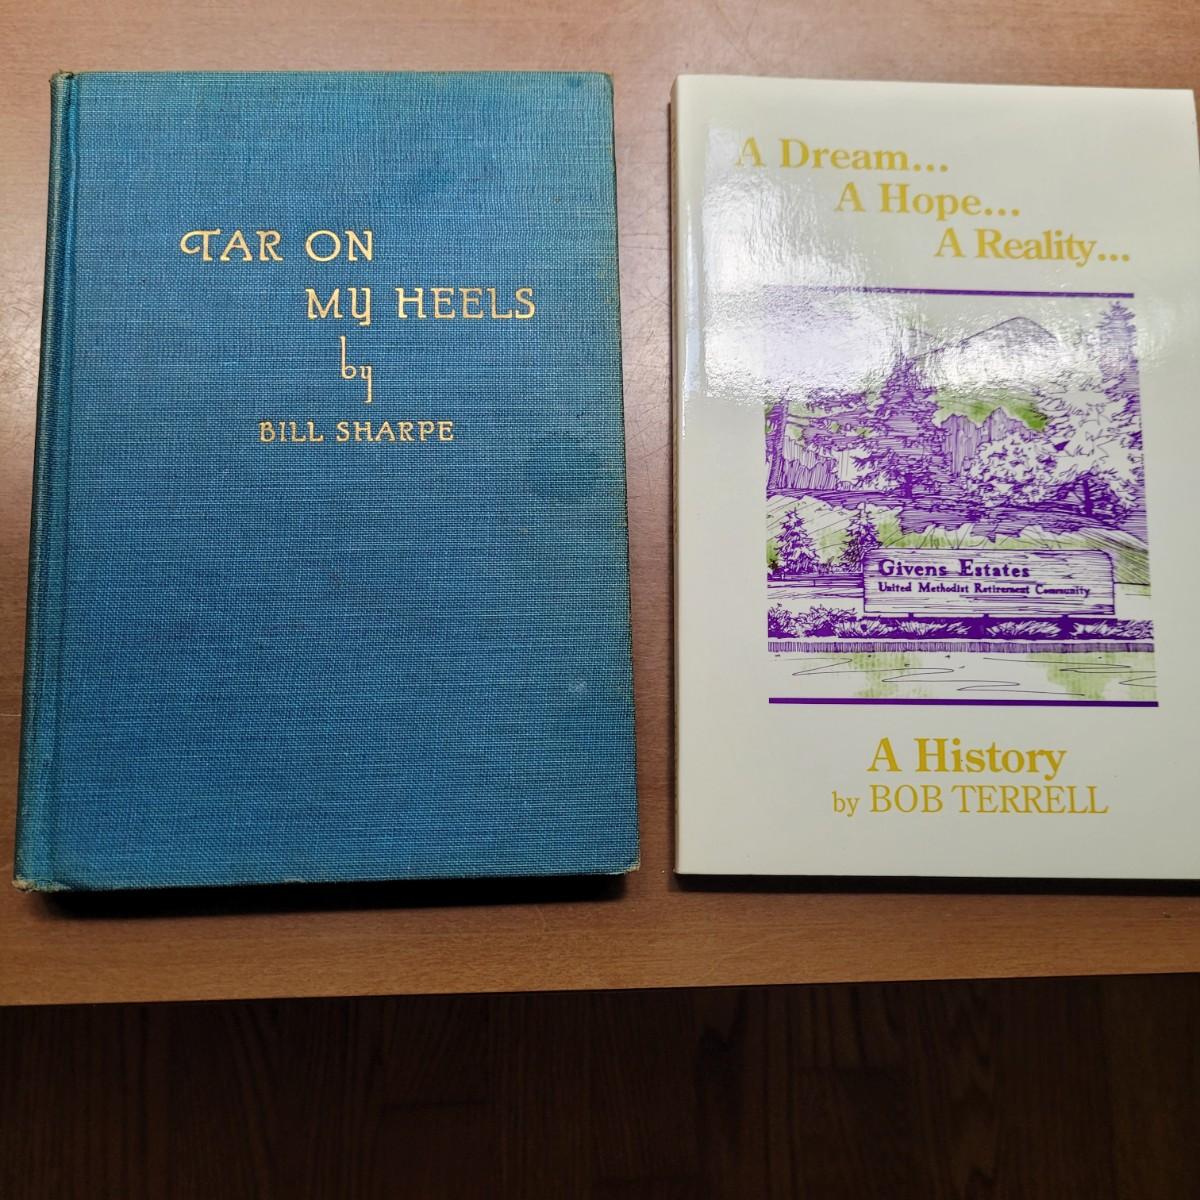 TAR ON
MY HEELS
by
BILL SHARPE
A Dream...
A Hope...
A Reality...
Givens Estates
United Methodist Retirement Community
A History
by BOB TERRELL